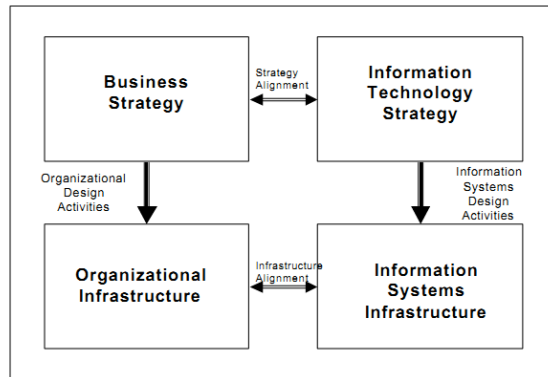 Business
Strategy
Strategy
Alignment
Information
Technology
Strategy
Organizational
Design
Activities
Information
Systems
Design
Activities
Organizational
Infrastructure
Infrastructure
Alignment
Information
Systems
Infrastructure